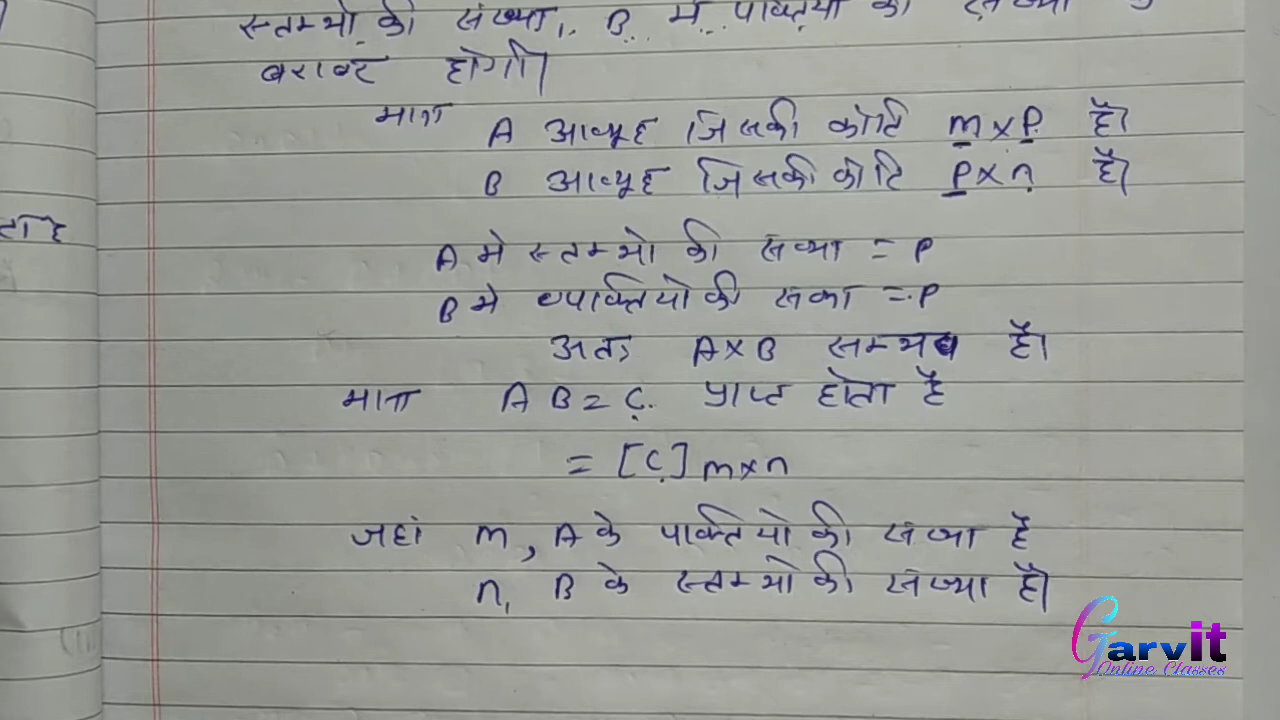 स्तम्भो की संख्या, B में पंक्तियों की संख्या
बराबर होगी।
माना A आव्यूह जिसकी कोटि m×p है।
B आव्यूह जिसकी कोटि p×n है।
ता है
A मे स्तम्भो की संख्या = P
B मे पंक्तियो की संख्या = P
अतः A×B सम्भव है।
माना AB = C. प्राप्त होता है
= [C] m×n
जहां m, A के पंक्तियो की संख्या है
n, B के स्तम्भो की संख्या है।
Garvit
Online Classes